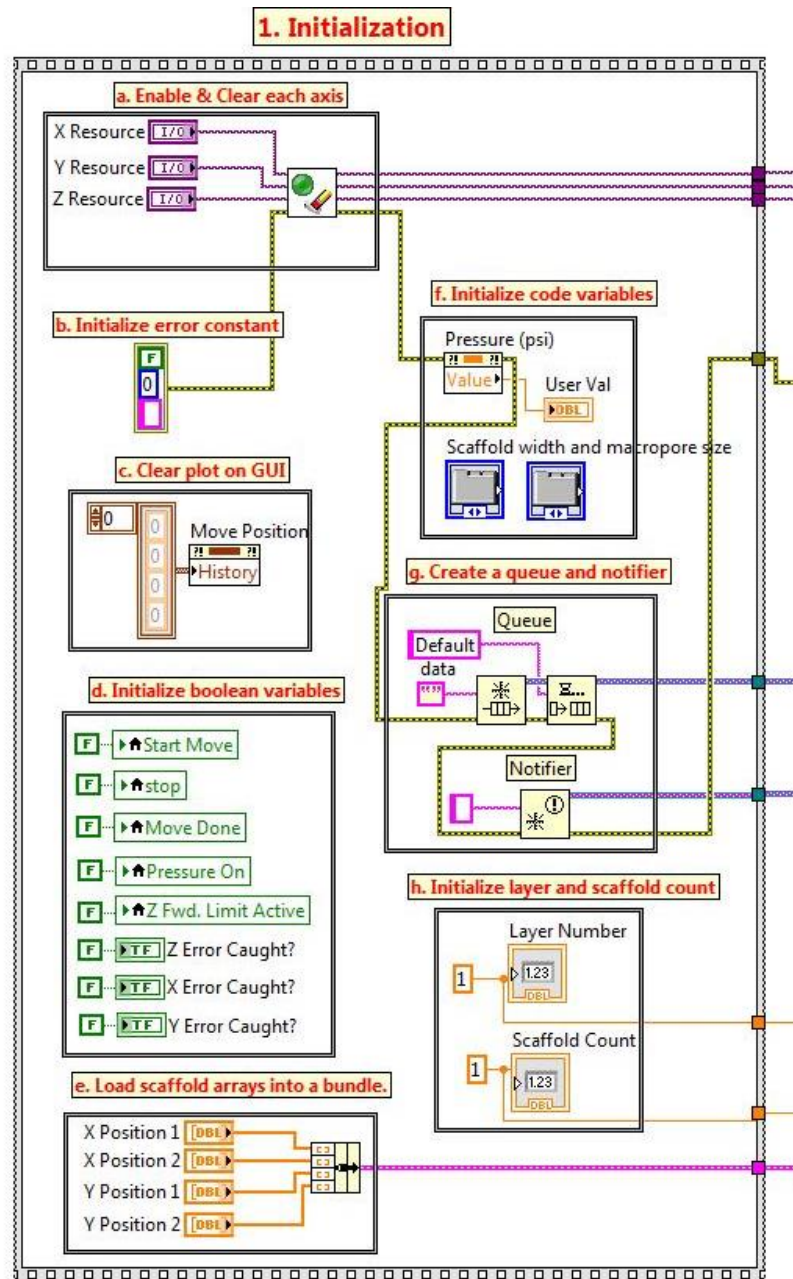 1. Initialization
a. Enable & Clear each axis
X Resource I/O
Y Resource I/O
Z Resource I/O
b. Initialize error constant
F
0
c. Clear plot on GUI
0
0
0
0
0
Move Position
?! ?!
History
d. Initialize boolean variables
F Start Move
F stop
F Move Done
F Pressure On
F Z Fwd. Limit Active
F TF Z Error Caught?
F TF X Error Caught?
F TF Y Error Caught?
e. Load scaffold arrays into a bundle.
X Position 1 [DBL]
X Position 2 [DBL]
Y Position 1 [DBL]
Y Position 2 [DBL]
f. Initialize code variables
Pressure (psi)
?! ?!
Value
User Val
DBL
Scaffold width and macropore size
g. Create a queue and notifier
Queue
Default
data
""
Notifier
h. Initialize layer and scaffold count
Layer Number
1
1.23
DBL
Scaffold Count
1
1.23
DBL